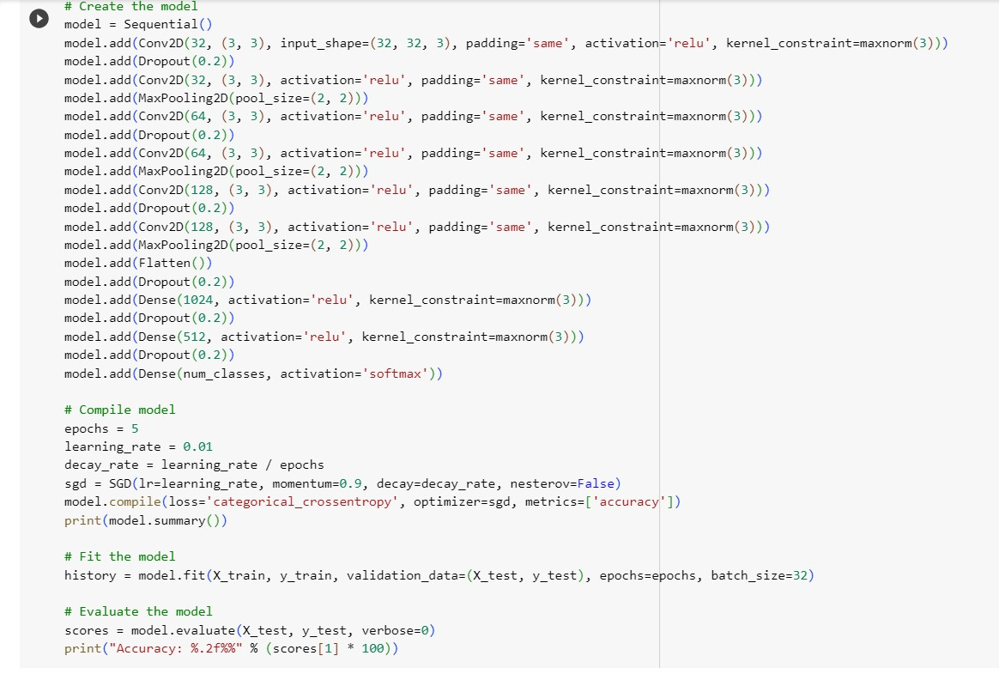 # Create the model
model = Sequential()
model.add(Conv2D(32, (3, 3), input_shape=(32, 32, 3), padding='same', activation='relu', kernel_constraint=maxnorm(3)))
model.add(Dropout(0.2))
model.add(Conv2D(32, (3, 3), activation='relu', padding='same', kernel_constraint=maxnorm(3)))
model.add(MaxPooling2D(pool_size=(2, 2)))
model.add(Conv2D(64, (3, 3), activation='relu', padding='same', kernel_constraint=maxnorm(3)))
model.add(Dropout(0.2))
model.add(Conv2D(64, (3, 3), activation='relu', padding='same', kernel_constraint=maxnorm(3)))
model.add(MaxPooling2D(pool_size=(2, 2)))
model.add(Conv2D(128, (3, 3), activation='relu', padding='same', kernel_constraint=maxnorm(3)))
model.add(Dropout(0.2))
model.add(Conv2D(128, (3, 3), activation='relu', padding='same', kernel_constraint=maxnorm(3)))
model.add(MaxPooling2D(pool_size=(2, 2)))
model.add(Flatten())
model.add(Dropout(0.2))
model.add(Dense(1024, activation='relu', kernel_constraint=maxnorm(3)))
model.add(Dropout(0.2))
model.add(Dense(512, activation='relu', kernel_constraint=maxnorm(3)))
model.add(Dropout(0.2))
model.add(Dense(num_classes, activation='softmax'))

# Compile model
epochs = 5
learning_rate = 0.01
decay_rate = learning_rate / epochs
sgd = SGD(lr=learning_rate, momentum=0.9, decay=decay_rate, nesterov=False)
model.compile(loss='categorical_crossentropy', optimizer=sgd, metrics=['accuracy'])
print(model.summary())

# Fit the model
history = model.fit(X_train, y_train, validation_data=(X_test, y_test), epochs=epochs, batch_size=32)

# Evaluate the model
scores = model.evaluate(X_test, y_test, verbose=0)
print("Accuracy: %.2f%%" % (scores[1] * 100))